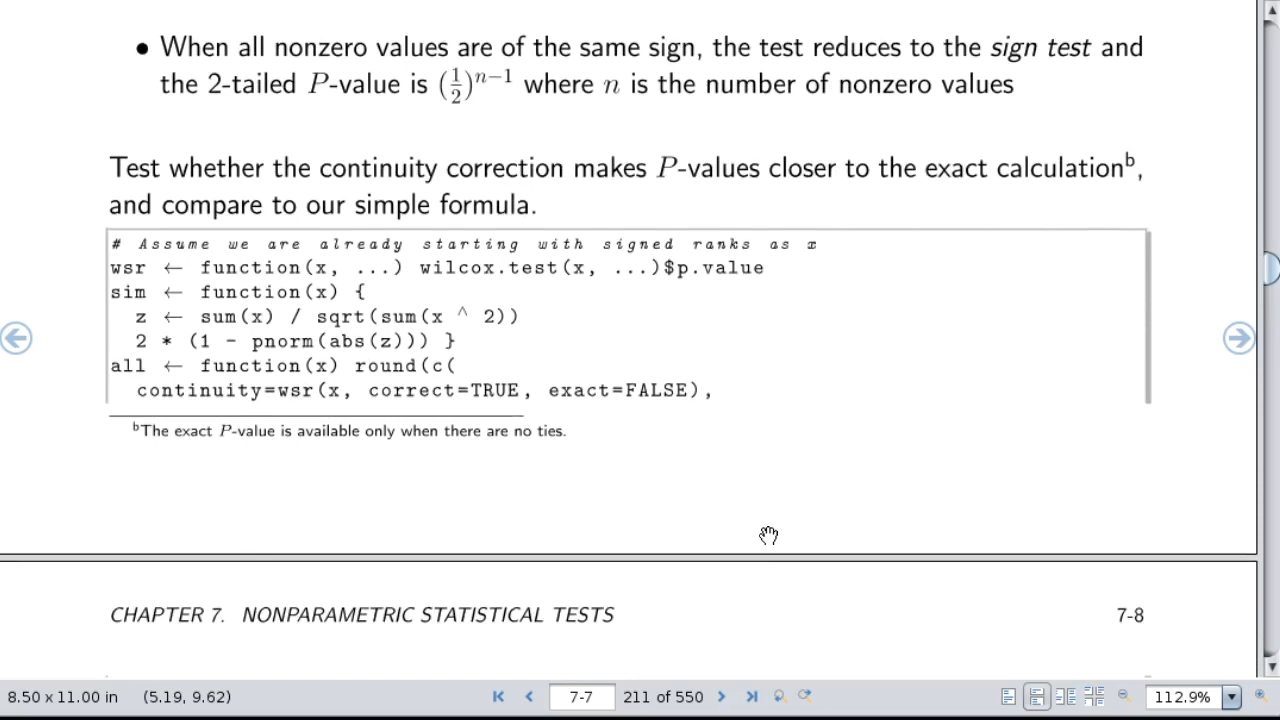 • When all nonzero values are of the same sign, the test reduces to the sign test and
the 2-tailed P-value is (1/2)^{n−1} where n is the number of nonzero values
Test whether the continuity correction makes P-values closer to the exact calculation^b,
and compare to our simple formula.
# Assume we are already starting with signed ranks as x
wsr ← function(x, ...) wilcox.test(x, ...)$p.value
sim ← function(x) {
z ← sum(x) / sqrt(sum(x ^ 2))
2 * (1 - pnorm(abs(z))) }
all ← function(x) round(c(
continuity=wsr(x, correct=TRUE, exact=FALSE),
^bThe exact P-value is available only when there are no ties.
CHAPTER 7. NONPARAMETRIC STATISTICAL TESTS 7-8
8.50 x 11.00 in (5.19, 9.62) 7-7 211 of 550 112.9%